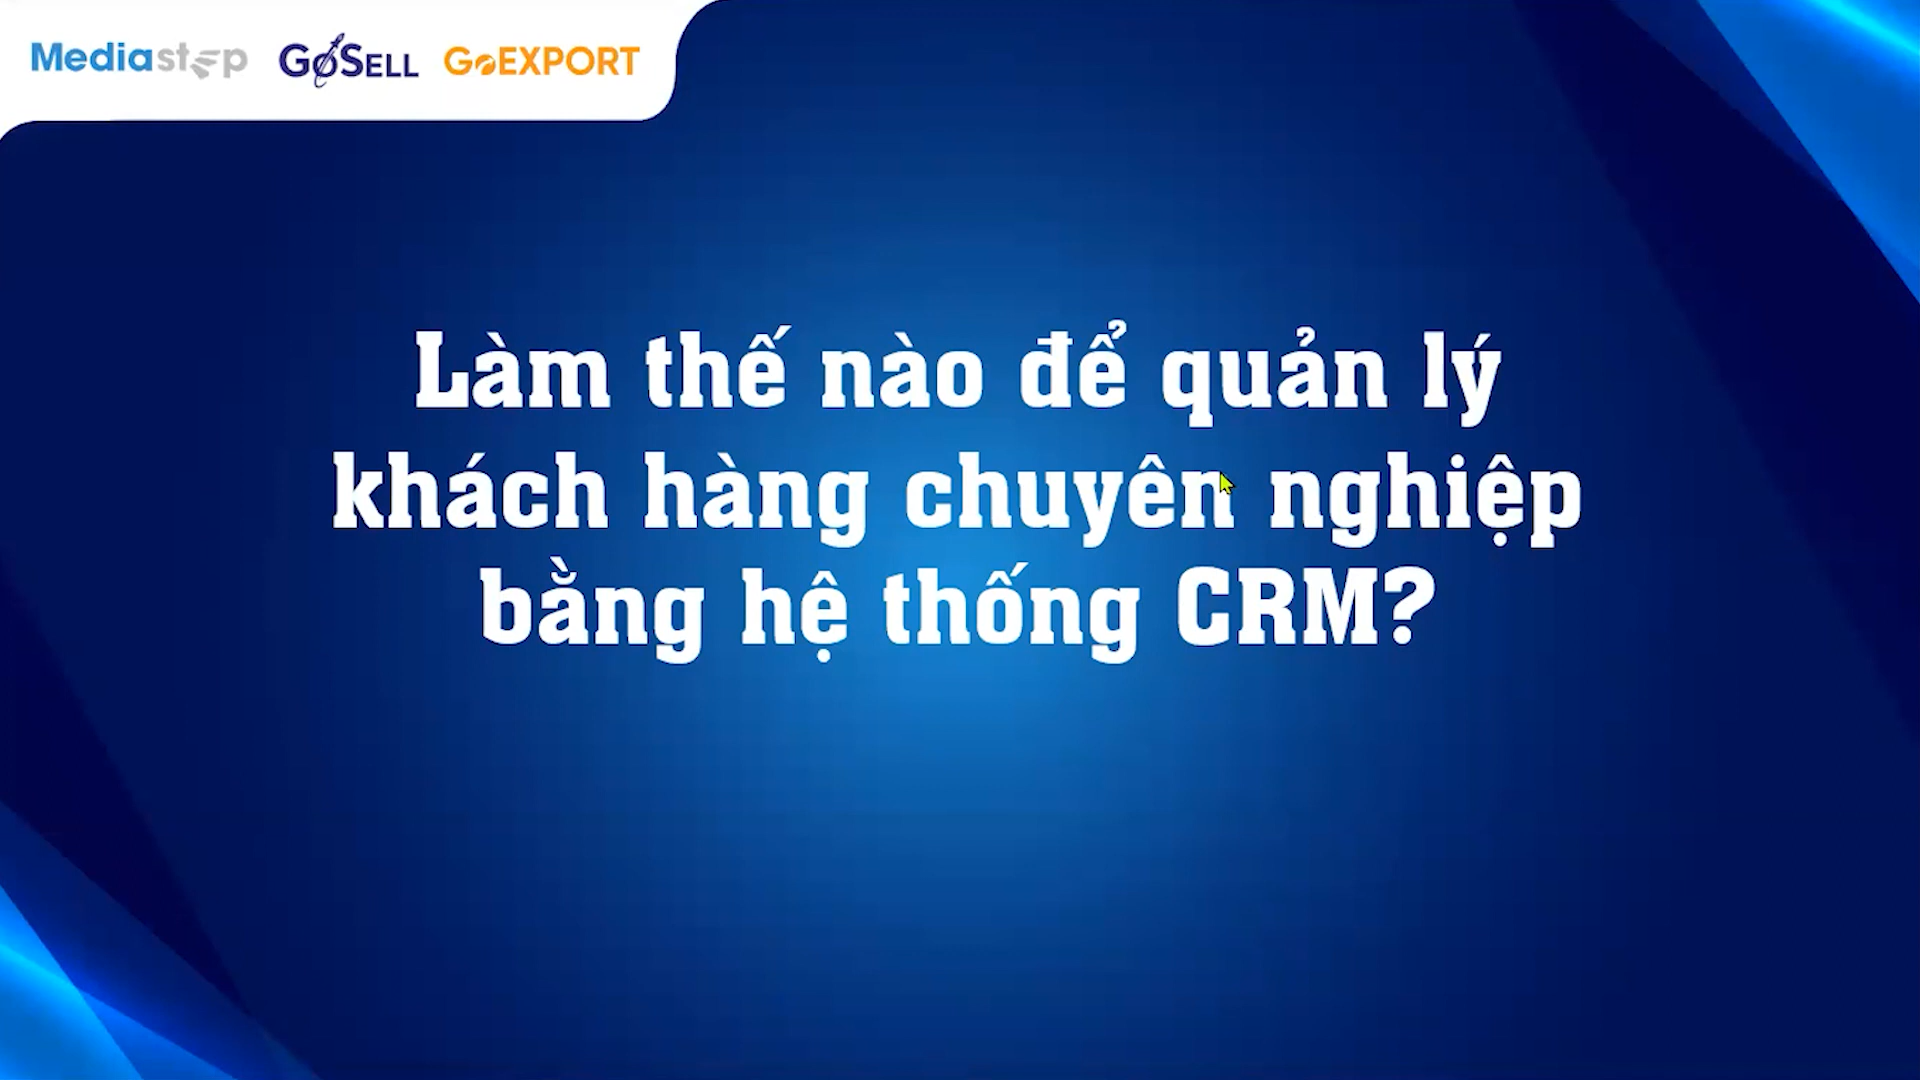 Mediastep GoSELL GoEXPORT
Làm thế nào để quản lý
khách hàng chuyên nghiệp
bằng hệ thống CRM?